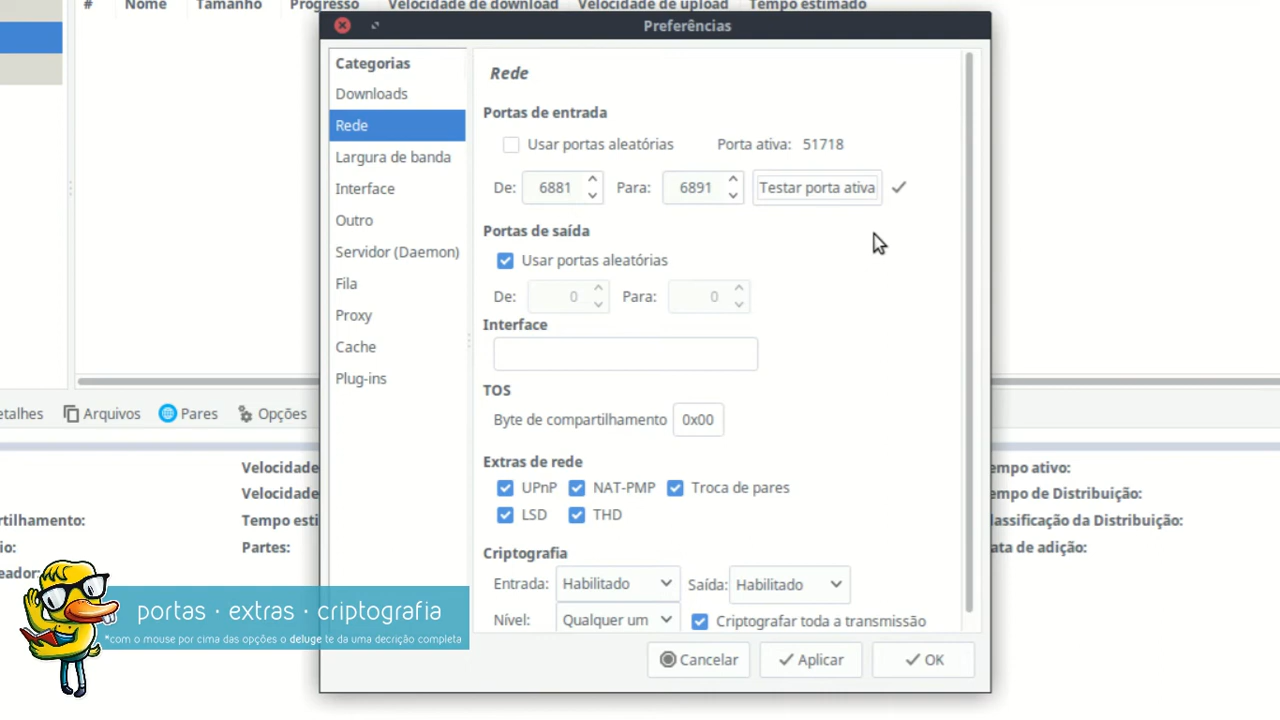 # Nome Tamanho Progresso Velocidade de download Velocidade de upload Tempo estimado
Preferências
Categorias
Downloads
Rede
Largura de banda
Interface
Outro
Servidor (Daemon)
Fila
Proxy
Cache
Plug-ins
Rede
Portas de entrada
Usar portas aleatórias Porta ativa: 51718
De: 6881 Para: 6891 Testar porta ativa
Portas de saída
Usar portas aleatórias
De: 0 Para: 0
Interface
TOS
Byte de compartilhamento 0x00
Extras de rede
UPnP NAT-PMP Troca de pares
LSD THD
Criptografia
Entrada: Habilitado Saída: Habilitado
Nível: Qualquer um Criptografar toda a transmissão
Cancelar Aplicar OK
etalhes Arquivos Pares Opções
Velocidade empo ativo:
Velocidade empo de Distribuição:
rtilhamento: Tempo esti lassificação da Distribuição:
io: Partes: ata de adição:
eador:
portas · extras · criptografia
*com o mouse por cima das opções o deluge te da uma decrição completa